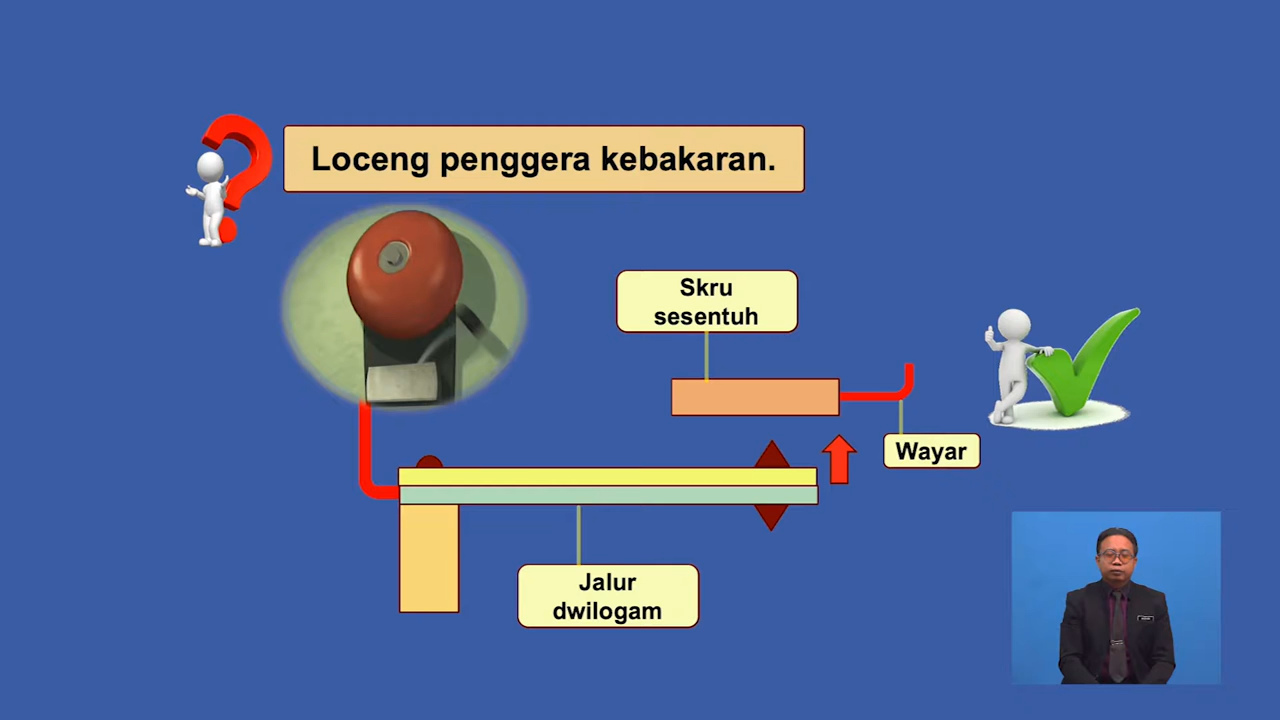 Loceng penggera kebakaran.
Skru
sesentuh
Wayar
Jalur
dwilogam